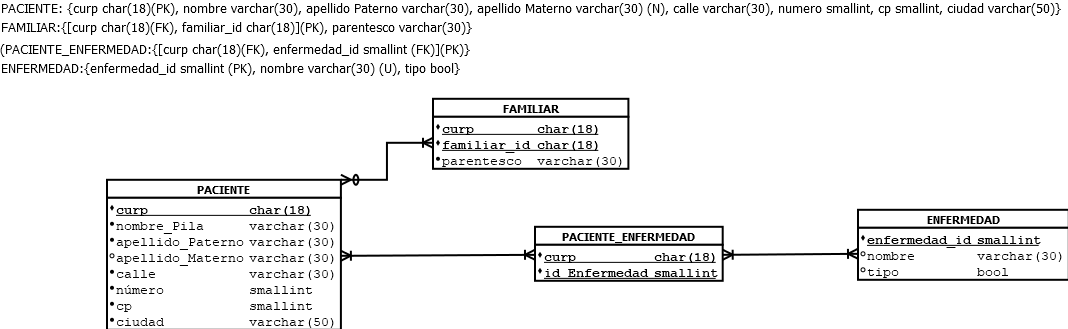 PACIENTE: {curp char(18)(PK), nombre varchar(30), apellido Paterno varchar(30), apellido Materno varchar(30) (N), calle varchar(30), numero smallint, cp smallint, ciudad varchar(50)}
FAMILIAR:{[curp char(18)(FK), familiar_id char(18)](PK), parentesco varchar(30)}
(PACIENTE_ENFERMEDAD:{[curp char(18)(FK), enfermedad_id smallint (FK)](PK)}
ENFERMEDAD:{enfermedad_id smallint (PK), nombre varchar(30) (U), tipo bool}
FAMILIAR
curp char(18)
familiar_id char(18)
parentesco varchar(30)
PACIENTE
curp char(18)
nombre_Pila varchar(30)
apellido_Paterno varchar(30)
apellido_Materno varchar(30)
calle varchar(30)
número smallint
cp smallint
ciudad varchar(50)
PACIENTE_ENFERMEDAD
curp char(18)
id_Enfermedad smallint
ENFERMEDAD
enfermedad_id smallint
nombre varchar(30)
tipo bool